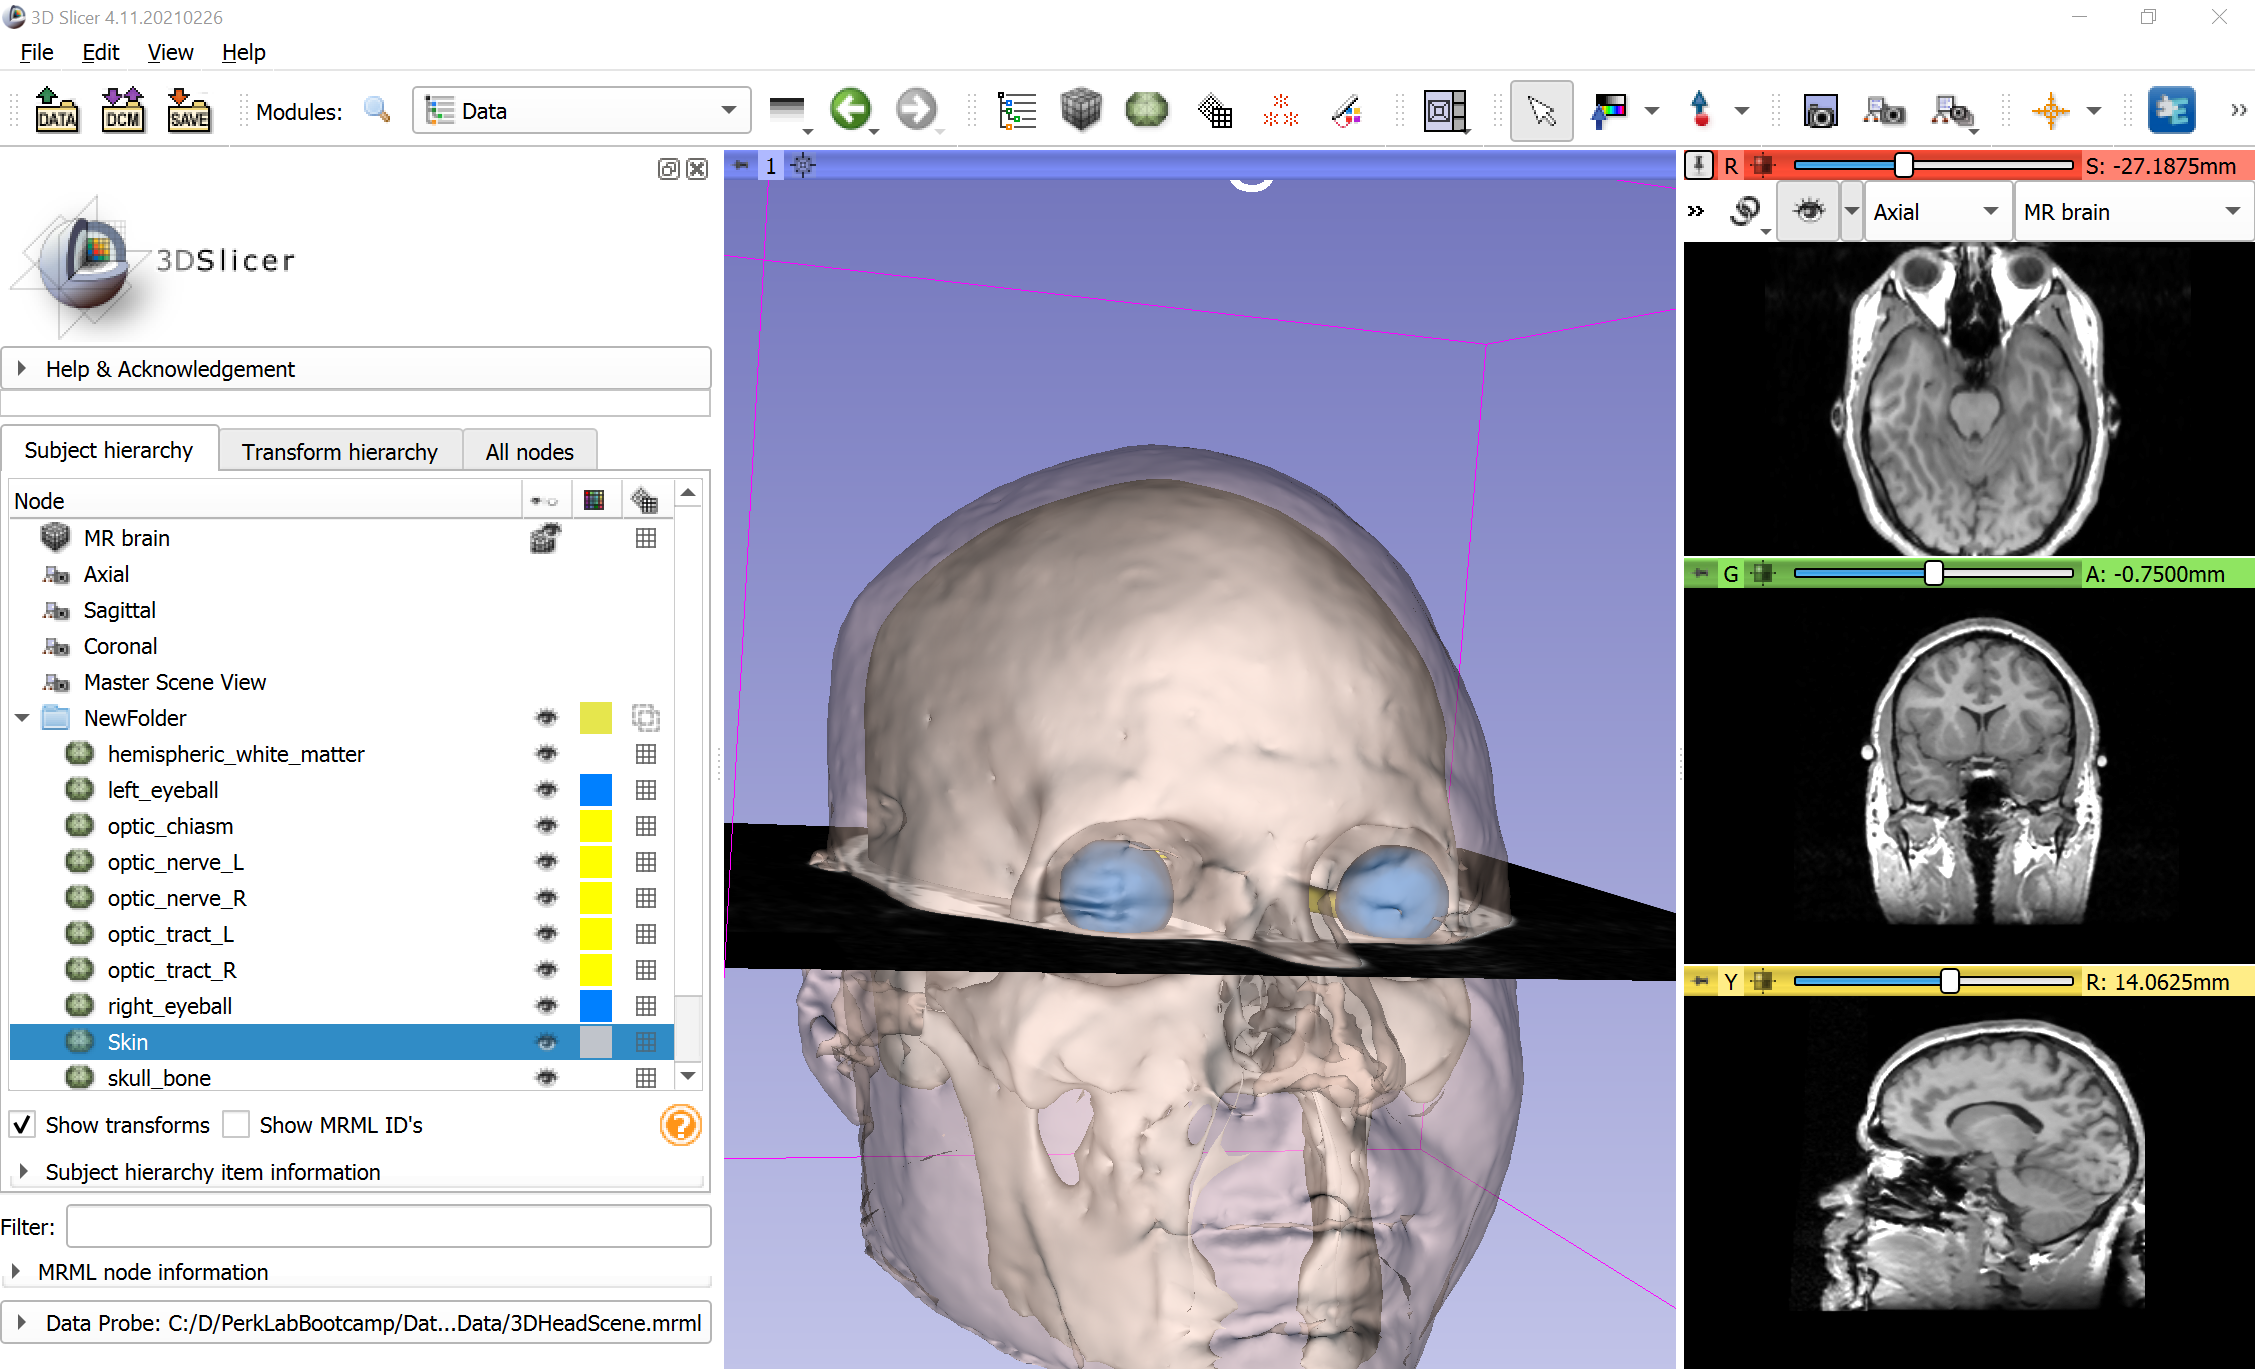 3D Slicer 4.11.20210226
File Edit View Help
DATA DCM SAVE Modules: Data
3DSlicer
Help & Acknowledgement
Subject hierarchy Transform hierarchy All nodes
Node
MR brain
Axial
Sagittal
Coronal
Master Scene View
NewFolder
hemispheric_white_matter
left_eyeball
optic_chiasm
optic_nerve_L
optic_nerve_R
optic_tract_L
optic_tract_R
right_eyeball
Skin
skull_bone
Show transforms Show MRML ID's
Subject hierarchy item information
Filter:
MRML node information
Data Probe: C:/D/PerkLabBootcamp/Dat...Data/3DHeadScene.mrml
1
R S: -27.1875mm
Axial MR brain
G A: -0.7500mm
Y R: 14.0625mm